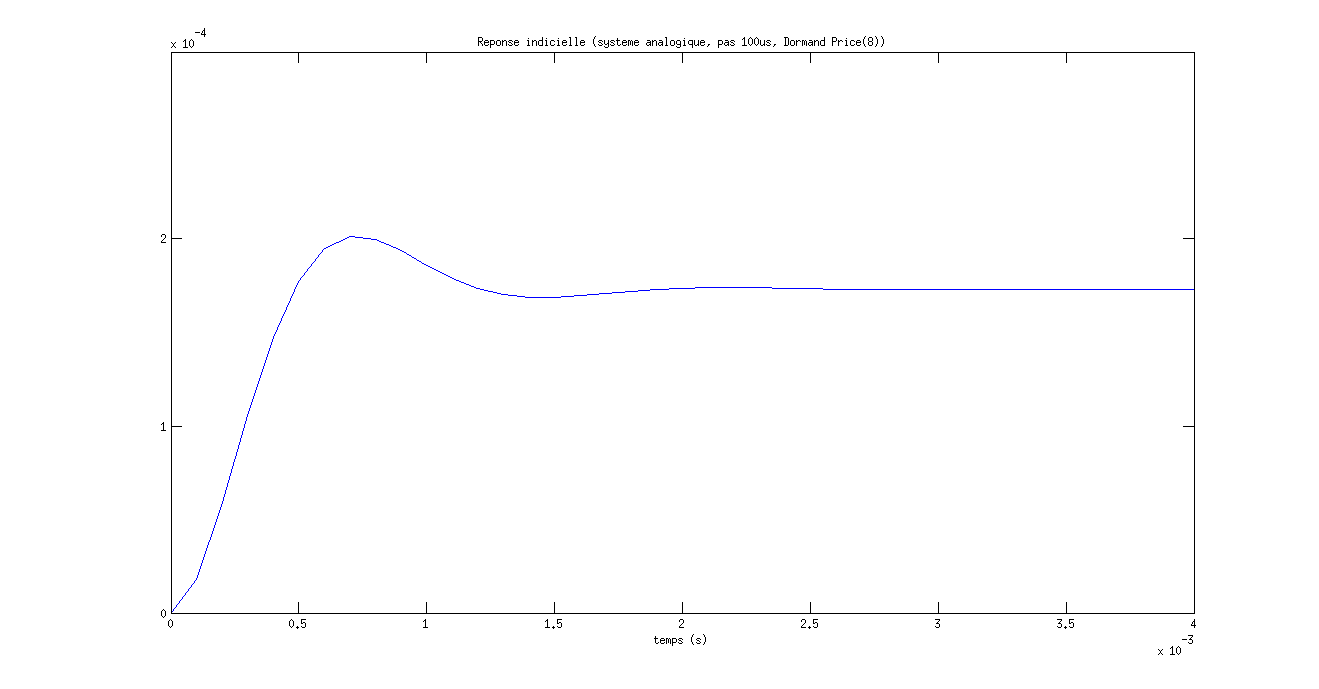 x 10 -4
Reponse indicielle (systeme analogique, pas 100us, Dormand Price(8))
2
1
0
0 0.5 1 1.5 2 2.5 3 3.5 4
temps (s)
x 10 -3